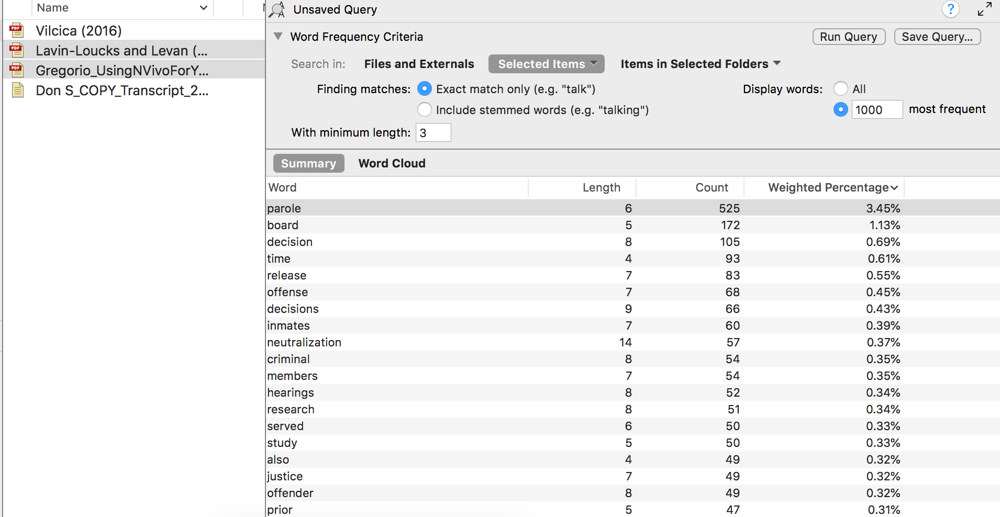 Name
Vilcica (2016)
Lavin-Loucks and Levan (...
Gregorio_UsingNVivoForY...
Don S_COPY_Transcript_2...
Unsaved Query
?
Word Frequency Criteria
Run Query
Save Query...
Search in: Files and Externals Selected Items Items in Selected Folders
Finding matches: Exact match only (e.g. "talk") Display words: All
Include stemmed words (e.g. "talking") 1000 most frequent
With minimum length: 3
Summary Word Cloud
Word Length Count Weighted Percentage
parole 6 525 3.45%
board 5 172 1.13%
decision 8 105 0.69%
time 4 93 0.61%
release 7 83 0.55%
offense 7 68 0.45%
decisions 9 66 0.43%
inmates 7 60 0.39%
neutralization 14 57 0.37%
criminal 8 54 0.35%
members 7 54 0.35%
hearings 8 52 0.34%
research 8 51 0.34%
served 6 50 0.33%
study 5 50 0.33%
also 4 49 0.32%
justice 7 49 0.32%
offender 8 49 0.32%
prior 5 47 0.31%